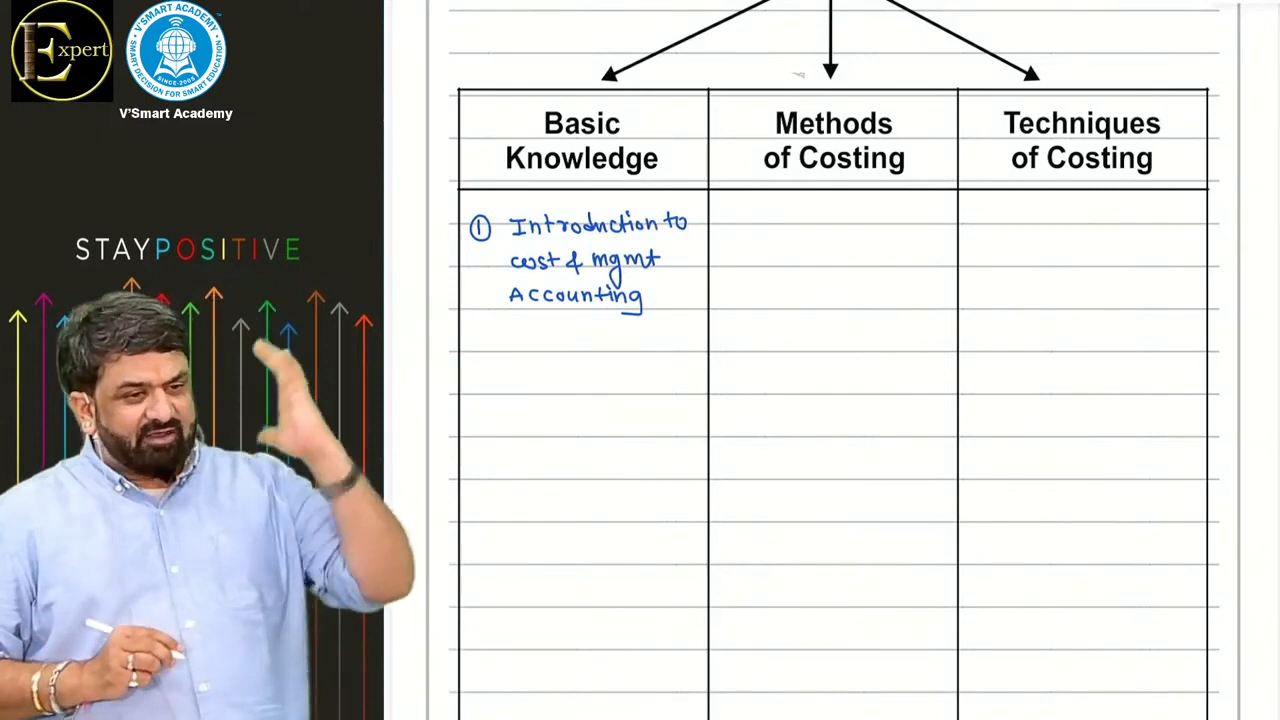 Expert
V'SMART ACADEMY
SMART DECISION FOR SMART EDUCATION
SINCE-2005
V'Smart Academy
STAYPOSITIVE
Basic
Knowledge
Methods
of Costing
Techniques
of Costing
① Introduction to
cost & mgmt
Accounting